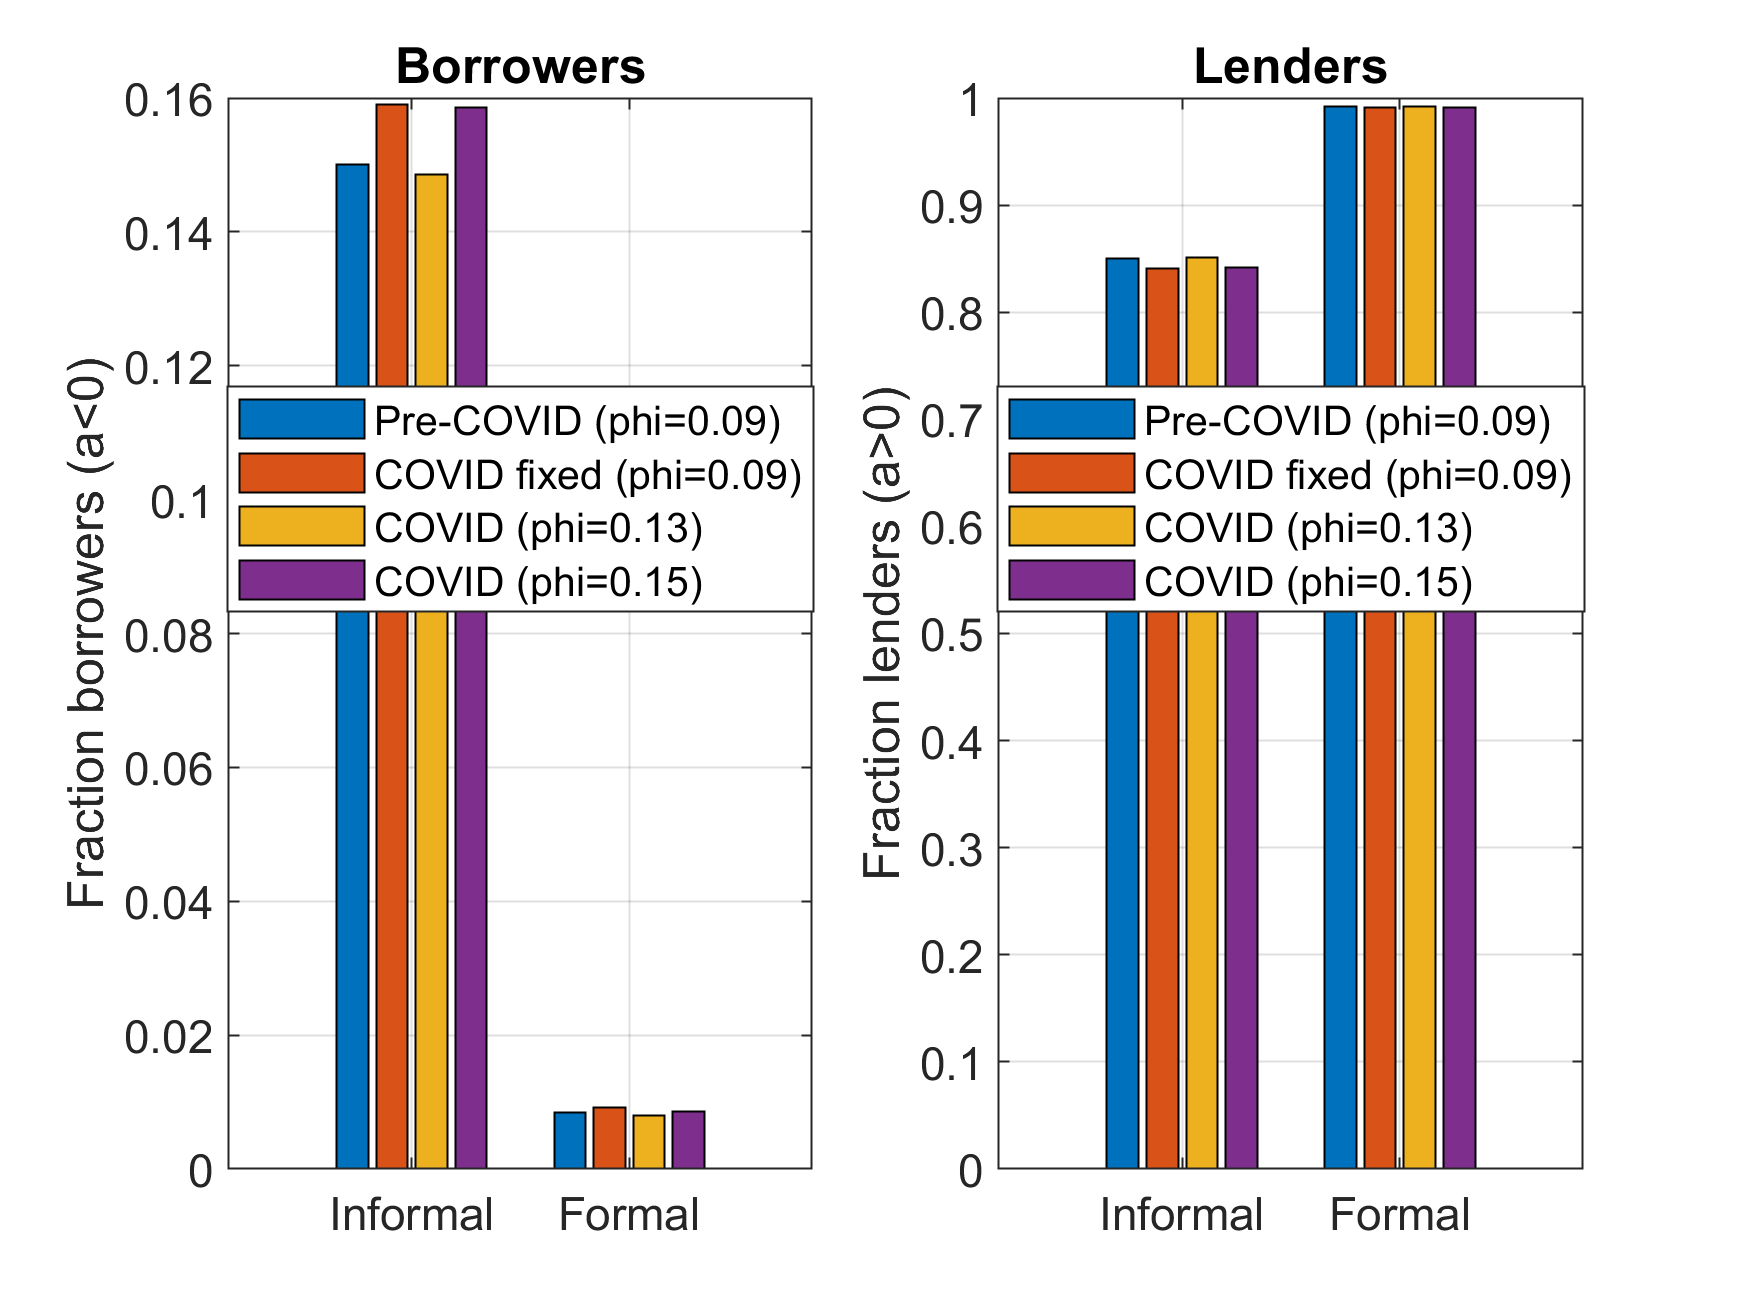 Borrowers
0.16
0.14
0.12
0.1
0.08
0.06
0.04
0.02
0
Fraction borrowers (a<0)
Pre-COVID (phi=0.09)
COVID fixed (phi=0.09)
COVID (phi=0.13)
COVID (phi=0.15)
Informal
Formal
Lenders
1
0.9
0.8
0.7
0.6
0.5
0.4
0.3
0.2
0.1
0
Fraction lenders (a>0)
Pre-COVID (phi=0.09)
COVID fixed (phi=0.09)
COVID (phi=0.13)
COVID (phi=0.15)
Informal
Formal